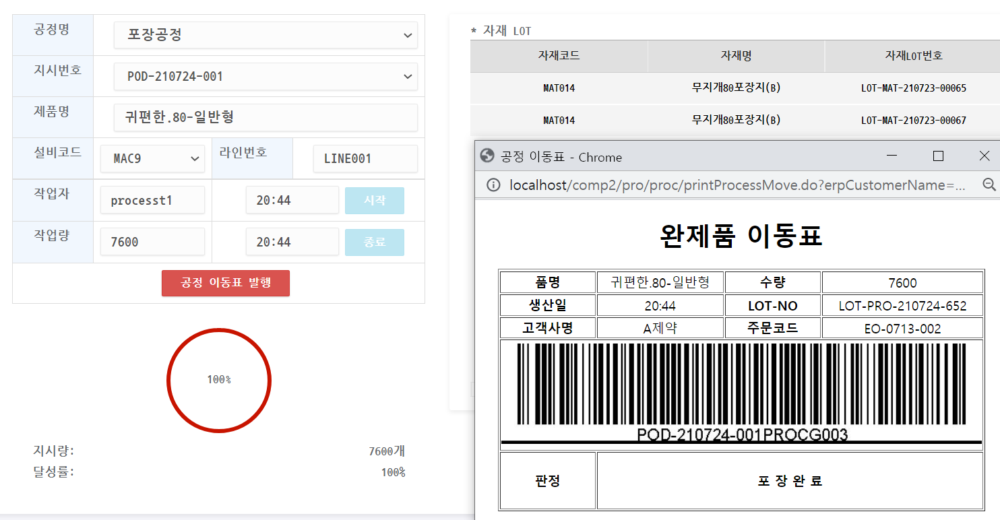 공정명 포장공정
지시번호 POD-210724-001
제품명 귀편한.80-일반형
설비코드 MAC9 라인번호 LINE001
작업자 processt1 20:44 시작
작업량 7600 20:44 종료
공정 이동표 발행
100%
지시량: 7600개
달성률: 100%
* 자재 LOT
자재코드 자재명 자재LOT번호
MAT014 무지개80포장지(B) LOT-MAT-210723-00065
MAT014 무지개80포장지(B) LOT-MAT-210723-00067
공정 이동표 - Chrome
localhost/comp2/pro/proc/printProcessMove.do?erpCustomerName=...
완제품 이동표
품명 귀편한.80-일반형 수량 7600
생산일 20:44 LOT-NO LOT-PRO-210724-652
고객사명 A제약 주문코드 EO-0713-002
POD-210724-001PROCG003
판정 포 장 완 료